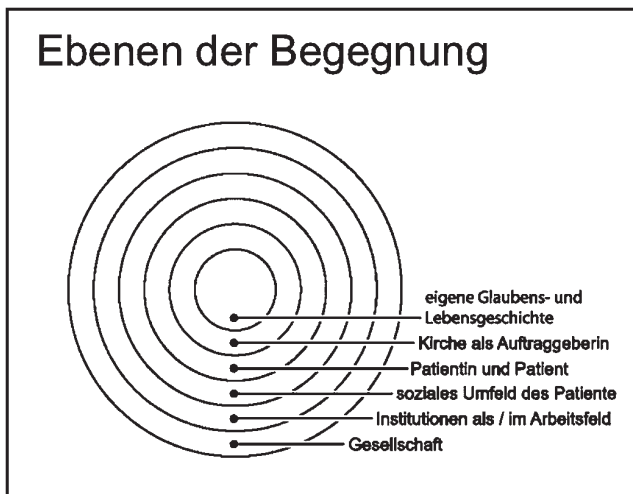 Ebenen der Begegnung
eigene Glaubens- und
Lebensgeschichte
Kirche als Auftraggeberin
Patientin und Patient
soziales Umfeld des Patiente
Institutionen als / im Arbeitsfeld
Gesellschaft